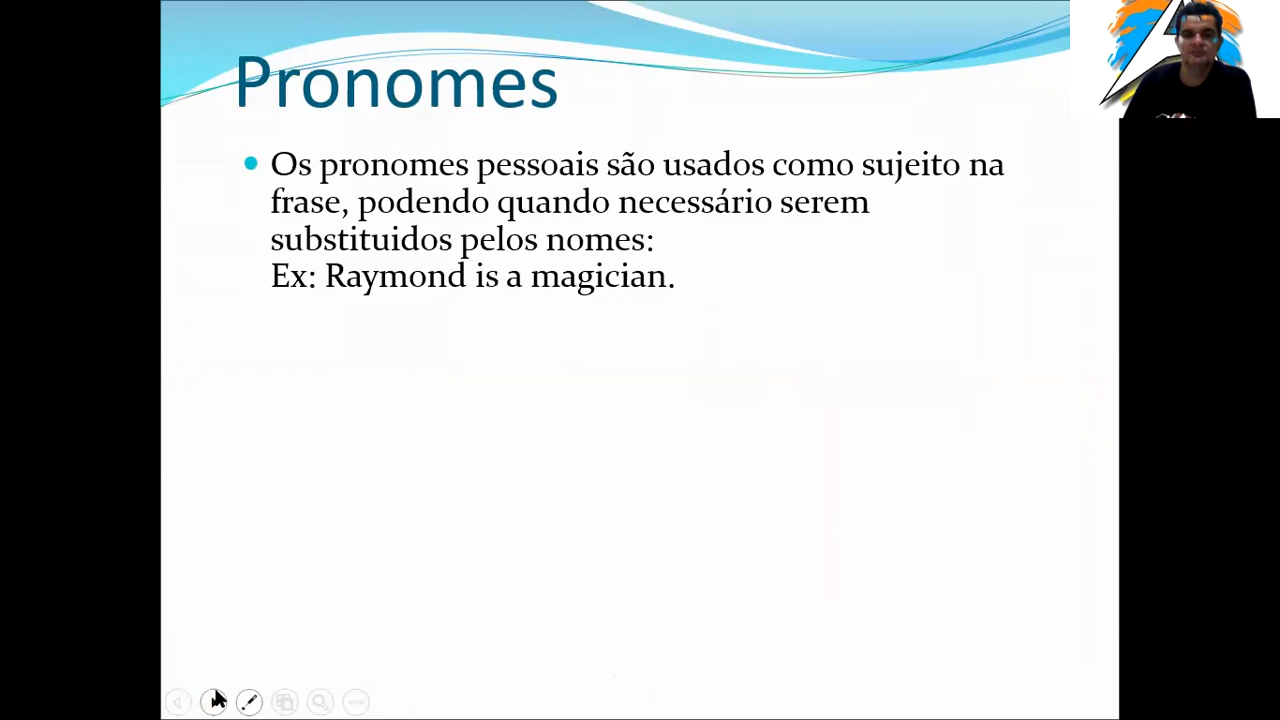 Pronomes
Os pronomes pessoais são usados como sujeito na
frase, podendo quando necessário serem
substituidos pelos nomes:
Ex: Raymond is a magician.